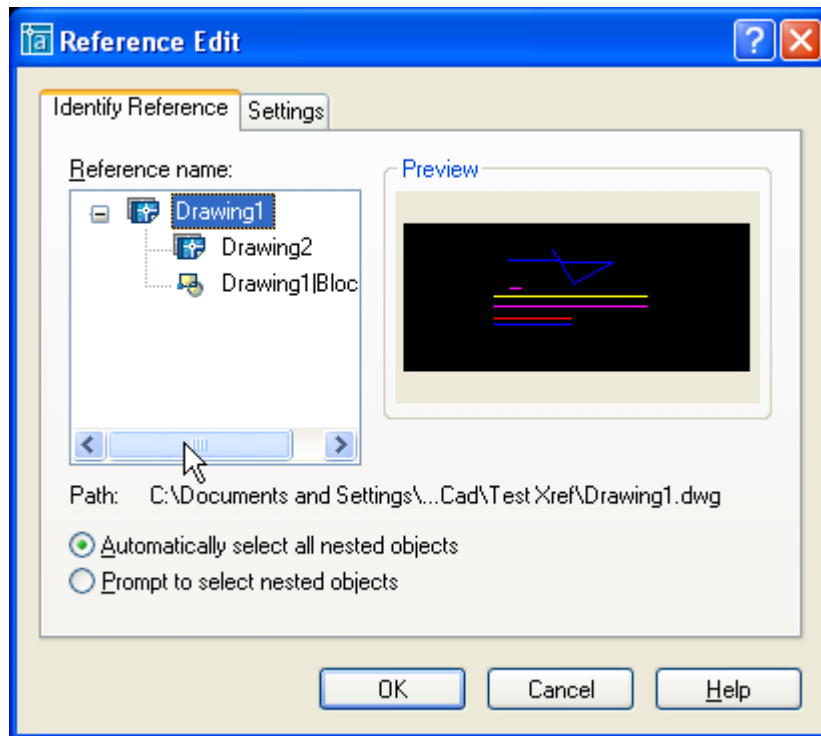 Reference Edit
Identify Reference
Settings
Reference name:
Preview
Drawing1
Drawing2
Drawing1|Bloc
Path: C:\Documents and Settings\...Cad\Test Xref\Drawing1.dwg
Automatically select all nested objects
Prompt to select nested objects
OK
Cancel
Help